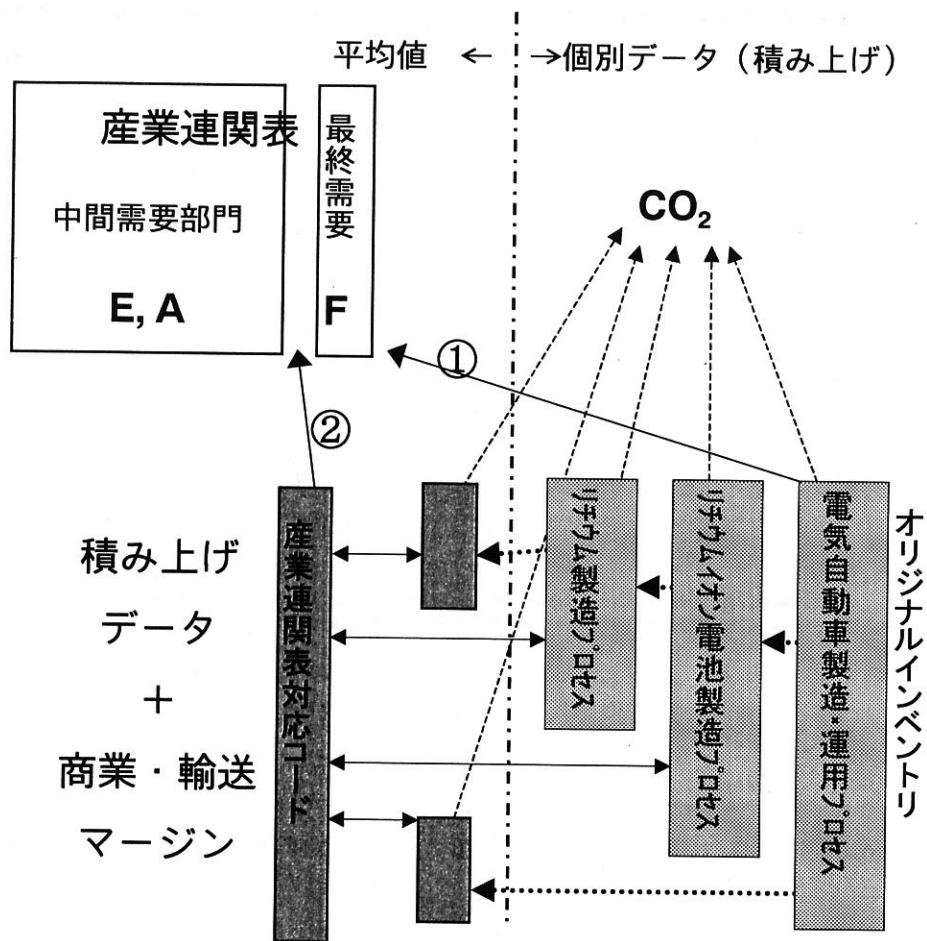 平均値 ← →個別データ（積み上げ）
産業連関表
中間需要部門
E, A
最終需要
F
CO₂
①
②
積み上げ
データ
＋
商業・輸送
マージン
産業連関表対応コード
リチウム製造プロセス
リチウムイオン電池製造プロセス
電気自動車製造・運用プロセス
オリジナルインベントリ